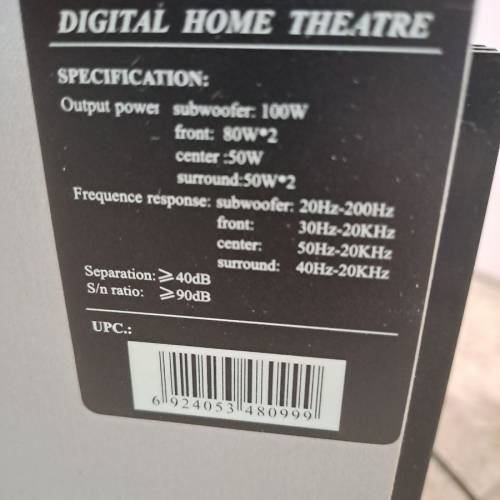 DIGITAL HOME THEATRE
SPECIFICATION:
Output power subwoofer: 100W
front: 80W*2
center :50W
surround:50W*2
Frequence response: subwoofer: 20Hz-200Hz
front: 30Hz-20KHz
center: 50Hz-20KHz
surround: 40Hz-20KHz
Separation: ⩾40dB
S/n ratio: ⩾90dB
UPC.:
6 924053 480999